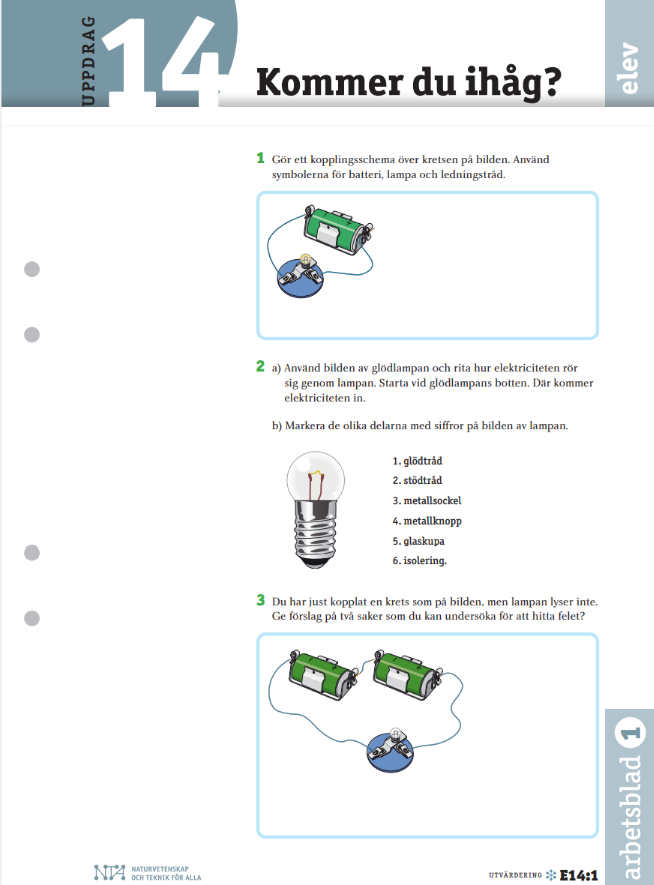 UPPDRAG
14
Kommer du ihåg?
elev
1 Gör ett kopplingsschema över kretsen på bilden. Använd
symbolerna för batteri, lampa och ledningstråd.
2 a) Använd bilden av glödlampan och rita hur elektriciteten rör
sig genom lampan. Starta vid glödlampans botten. Där kommer
elektriciteten in.
b) Markera de olika delarna med siffror på bilden av lampan.
1. glödtråd
2. stödtråd
3. metallsockel
4. metallknopp
5. glaskupa
6. isolering.
3 Du har just kopplat en krets som på bilden, men lampan lyser inte.
Ge förslag på två saker som du kan undersöka för att hitta felet?
arbetsblad 1
NTA NATURVETENSKAP
OCH TEKNIK FÖR ALLA
UTVÄRDERING ✻ E14:1